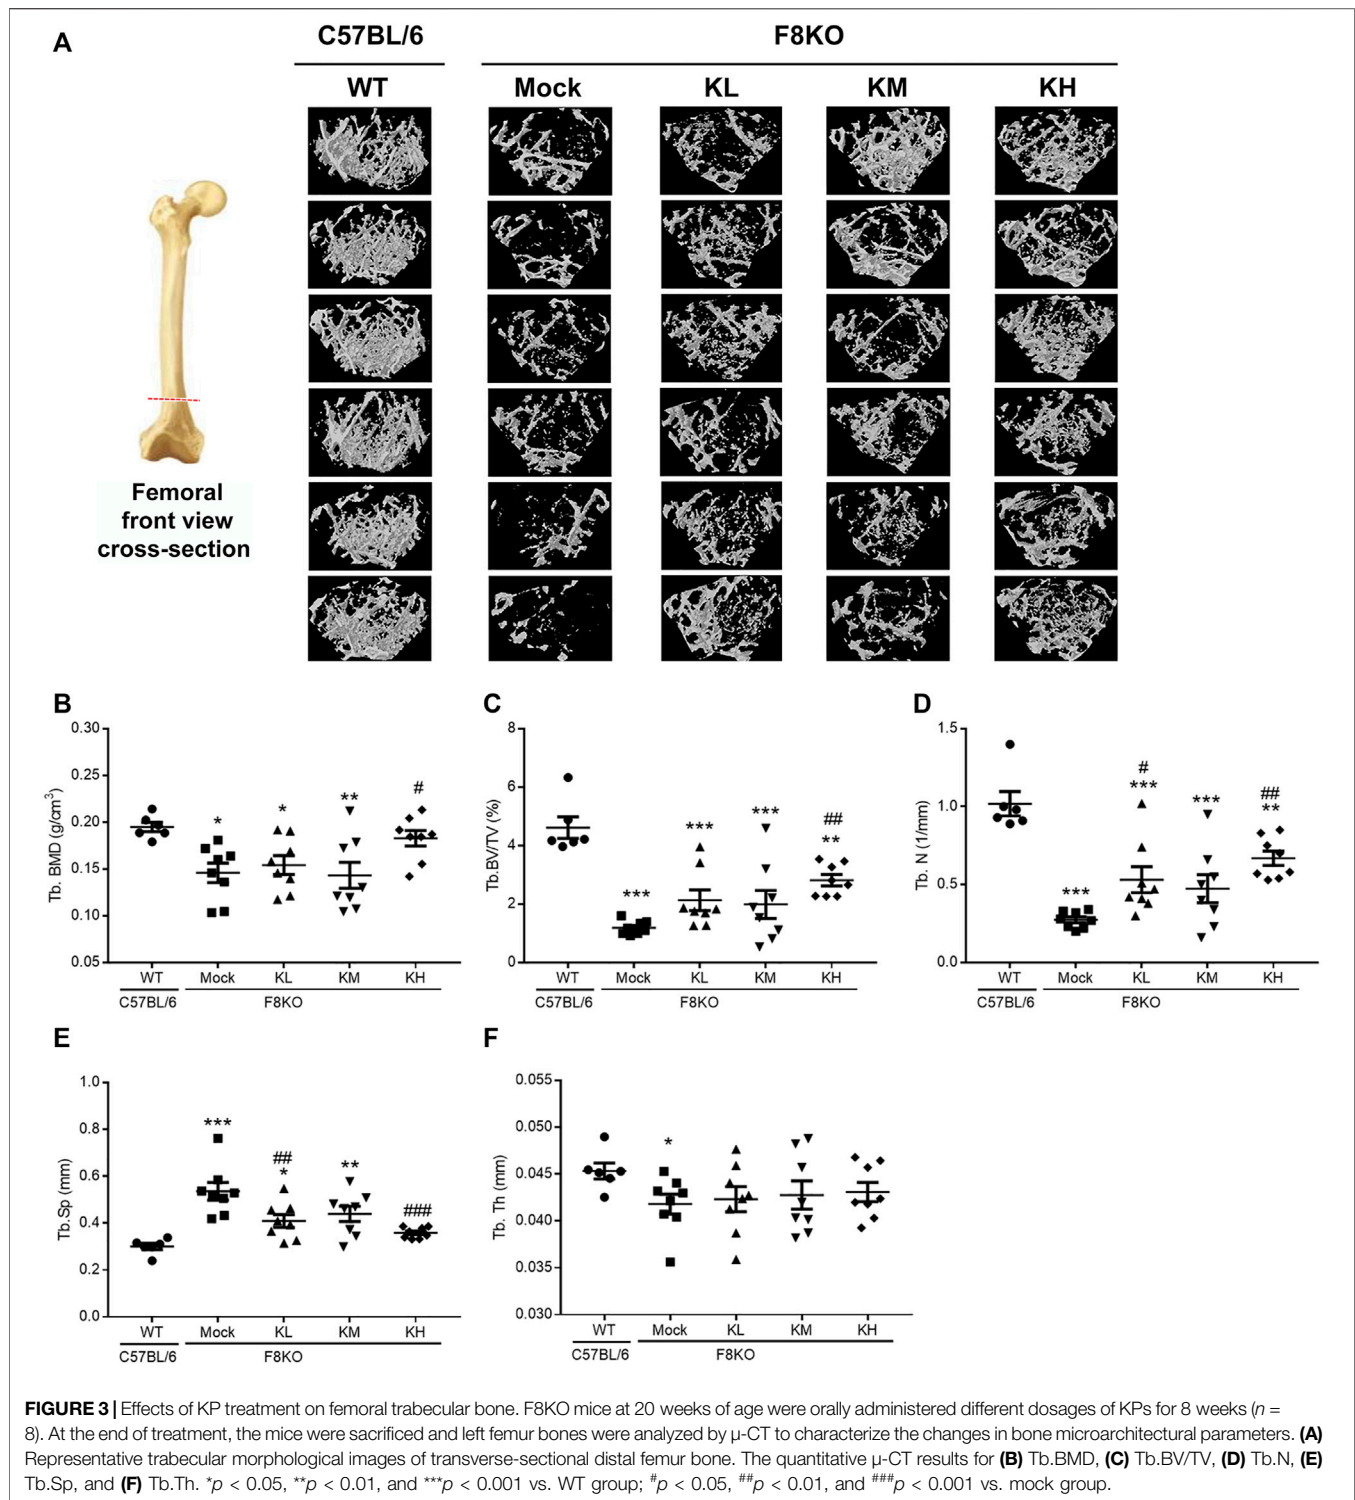 A
C57BL/6
F8KO
WT
Mock
KL
KM
KH
Femoral
front view
cross-section
B
0.30
0.25
0.20
0.15
0.10
0.05
Tb. BMD (g/cm³)
*
*
**
#
WT
Mock
KL
KM
KH
C57BL/6
F8KO
C
8
6
4
2
0
Tb.BV/TV (%)
***
***
***
##
**
WT
Mock
KL
KM
KH
C57BL/6
F8KO
D
1.5
1.0
0.5
0.0
Tb. N (1/mm)
***
#
***
***
##
**
WT
Mock
KL
KM
KH
C57BL/6
F8KO
E
1.0
0.8
0.6
0.4
0.2
0.0
Tb.Sp (mm)
***
##
*
**
###
WT
Mock
KL
KM
KH
C57BL/6
F8KO
F
0.055
0.050
0.045
0.040
0.035
0.030
Tb. Th (mm)
*
WT
Mock
KL
KM
KH
C57BL/6
F8KO
FIGURE 3 | Effects of KP treatment on femoral trabecular bone. F8KO mice at 20 weeks of age were orally administered different dosages of KPs for 8 weeks (n =
8). At the end of treatment, the mice were sacrificed and left femur bones were analyzed by μ-CT to characterize the changes in bone microarchitectural parameters. (A)
Representative trabecular morphological images of transverse-sectional distal femur bone. The quantitative μ-CT results for (B) Tb.BMD, (C) Tb.BV/TV, (D) Tb.N, (E)
Tb.Sp, and (F) Tb.Th. *p < 0.05, **p < 0.01, and ***p < 0.001 vs. WT group; #p < 0.05, ##p < 0.01, and ###p < 0.001 vs. mock group.